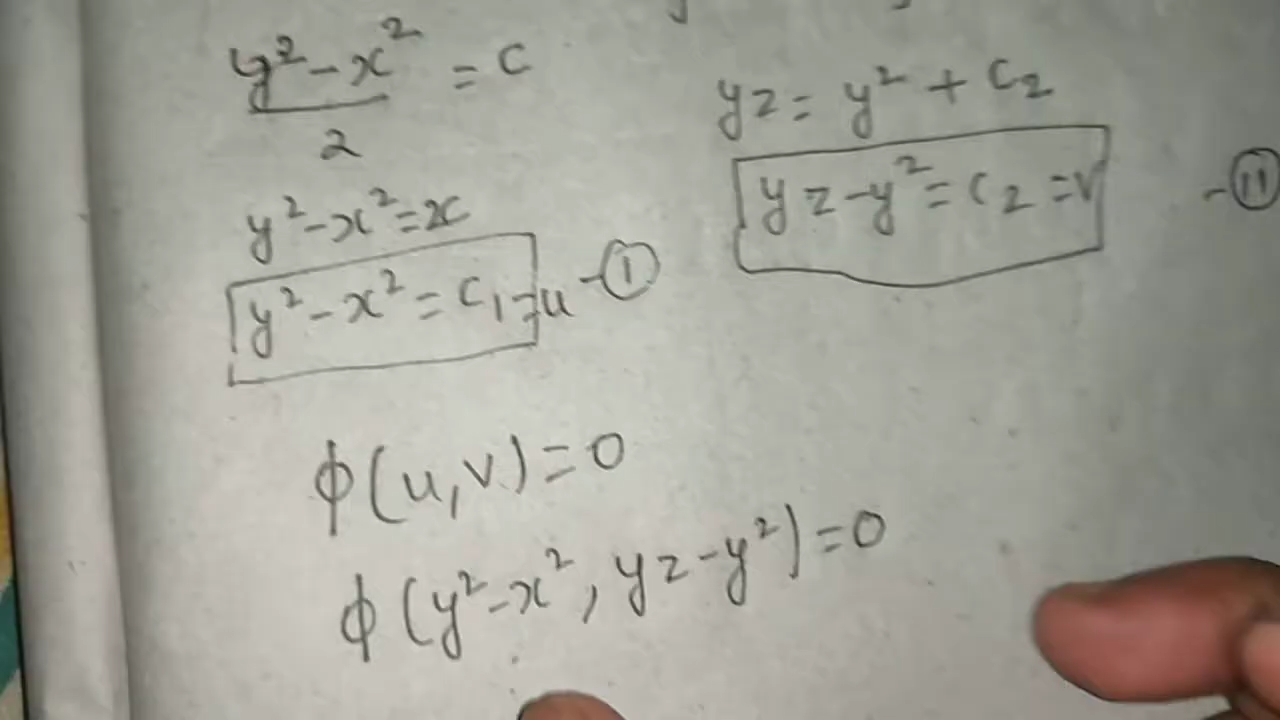 y² - x² / 2 = c
y² - x² = 2c
y² - x² = c₁ = u - (1)
yz = y² + c₂
yz - y² = c₂ = v - (11)
ϕ(u, v) = 0
ϕ(y² - x², yz - y²) = 0